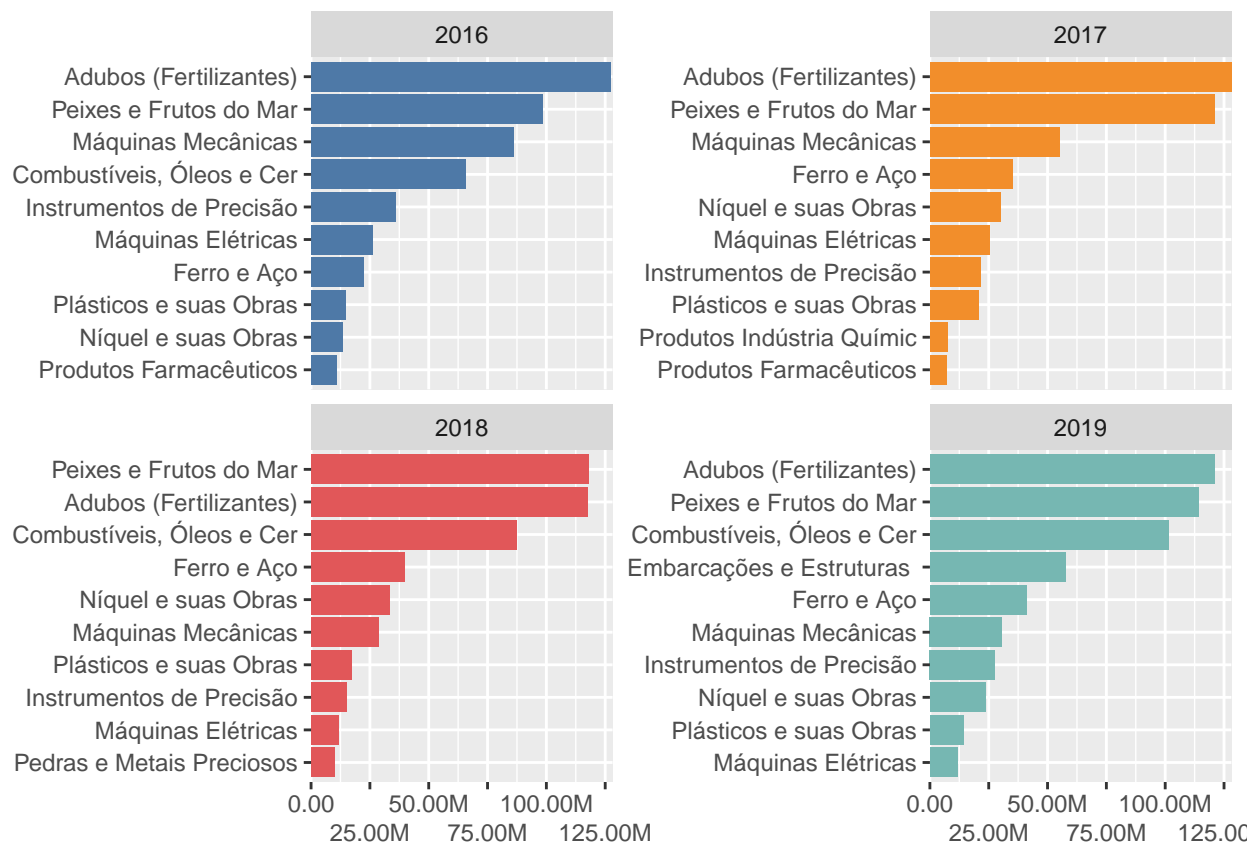 2016
Adubos (Fertilizantes)
Peixes e Frutos do Mar
Máquinas Mecânicas
Combustíveis, Óleos e Cer
Instrumentos de Precisão
Máquinas Elétricas
Ferro e Aço
Plásticos e suas Obras
Níquel e suas Obras
Produtos Farmacêuticos
2017
Adubos (Fertilizantes)
Peixes e Frutos do Mar
Máquinas Mecânicas
Ferro e Aço
Níquel e suas Obras
Máquinas Elétricas
Instrumentos de Precisão
Plásticos e suas Obras
Produtos Indústria Químic
Produtos Farmacêuticos
2018
Peixes e Frutos do Mar
Adubos (Fertilizantes)
Combustíveis, Óleos e Cer
Ferro e Aço
Níquel e suas Obras
Máquinas Mecânicas
Plásticos e suas Obras
Instrumentos de Precisão
Máquinas Elétricas
Pedras e Metais Preciosos
0.00 50.00M 100.00M
25.00M 75.00M 125.00M
2019
Adubos (Fertilizantes)
Peixes e Frutos do Mar
Combustíveis, Óleos e Cer
Embarcações e Estruturas
Ferro e Aço
Máquinas Mecânicas
Instrumentos de Precisão
Níquel e suas Obras
Plásticos e suas Obras
Máquinas Elétricas
0.00 50.00M 100.00M
25.00M 75.00M 125.00